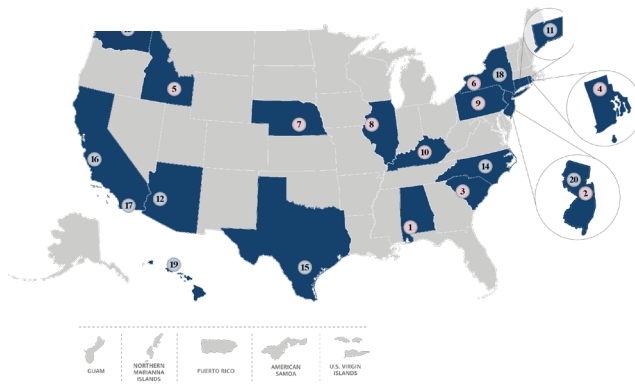 11
18
6
4
5
9
7
8
10
14
16
12
3
20
2
17
1
19
15
GUAM
NORTHERN
MARIANNA
ISLANDS
PUERTO RICO
AMERICAN
SAMOA
U.S. VIRGIN
ISLANDS